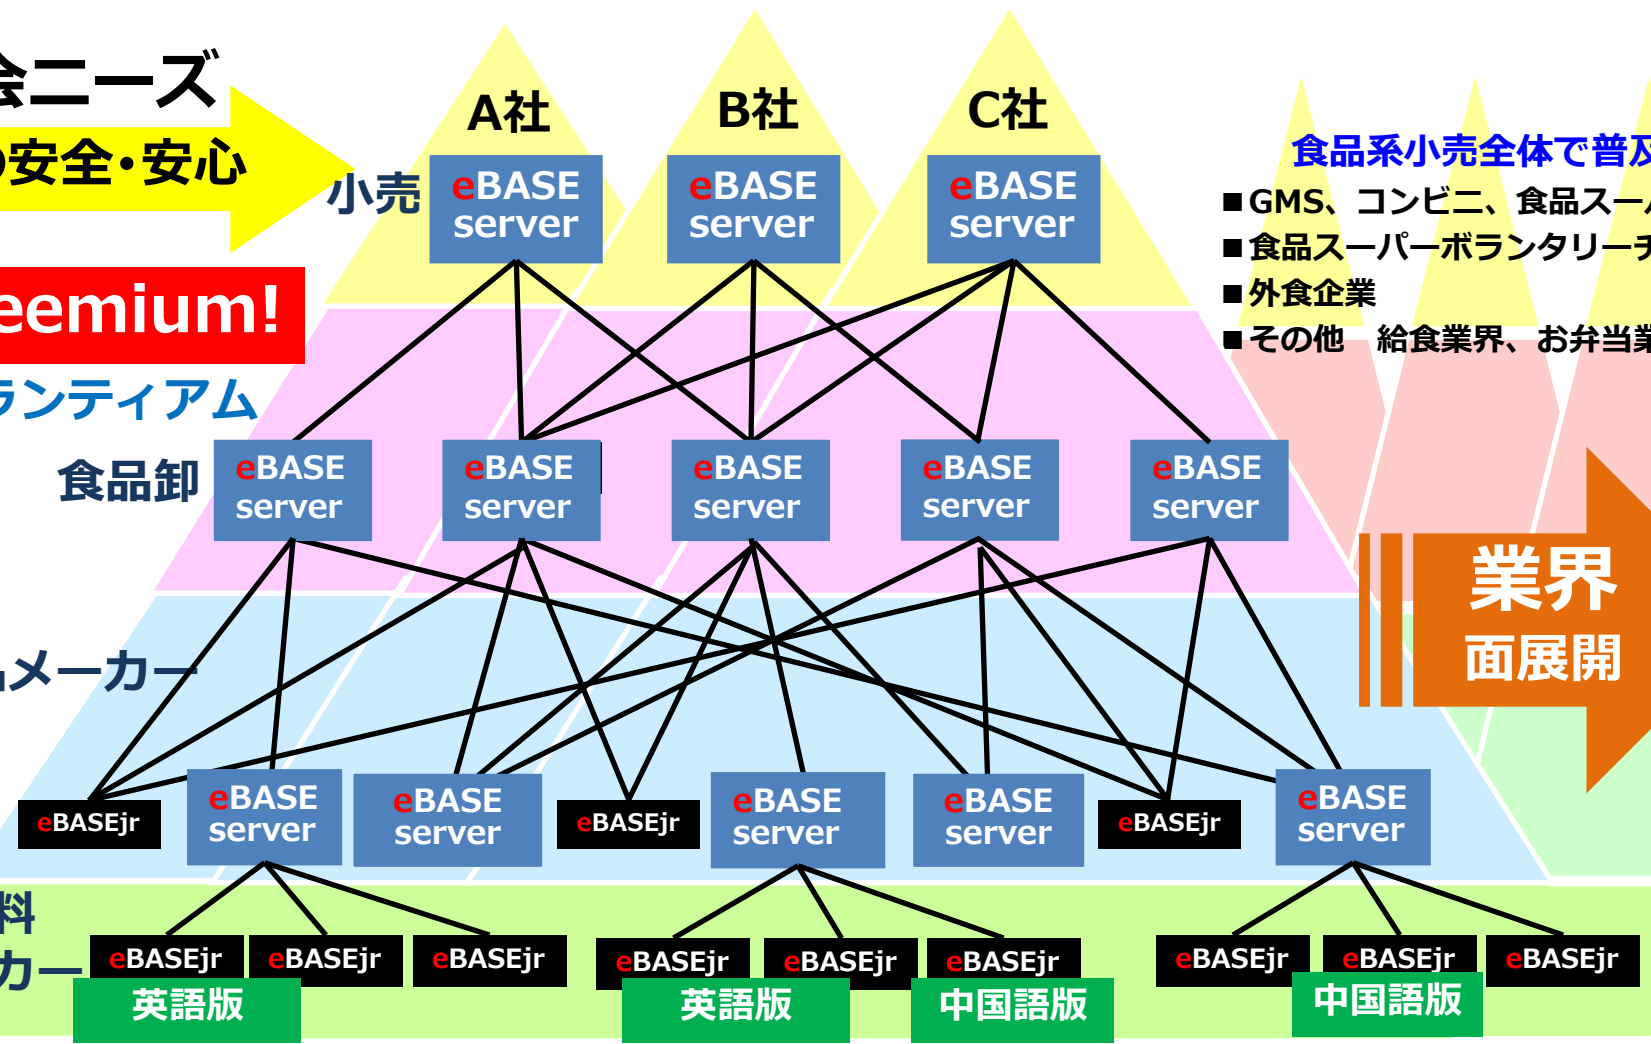 会ニーズ
の安全・安心
eemium!
ランティアム
A社
B社
C社
小売
eBASE
server
eBASE
server
eBASE
server
食品系小売全体で普及
■GMS、コンビニ、食品スーパ
■食品スーパーボランタリーチ
■外食企業
■その他　給食業界、お弁当業
食品卸
eBASE
server
eBASE
server
eBASE
server
eBASE
server
eBASE
server
業界
面展開
品メーカー
eBASEjr
eBASE
server
eBASE
server
eBASEjr
eBASE
server
eBASE
server
eBASEjr
eBASE
server
料
カー
eBASEjr
eBASEjr
eBASEjr
eBASEjr
eBASEjr
eBASEjr
eBASEjr
eBASEjr
eBASEjr
英語版
英語版
中国語版
中国語版